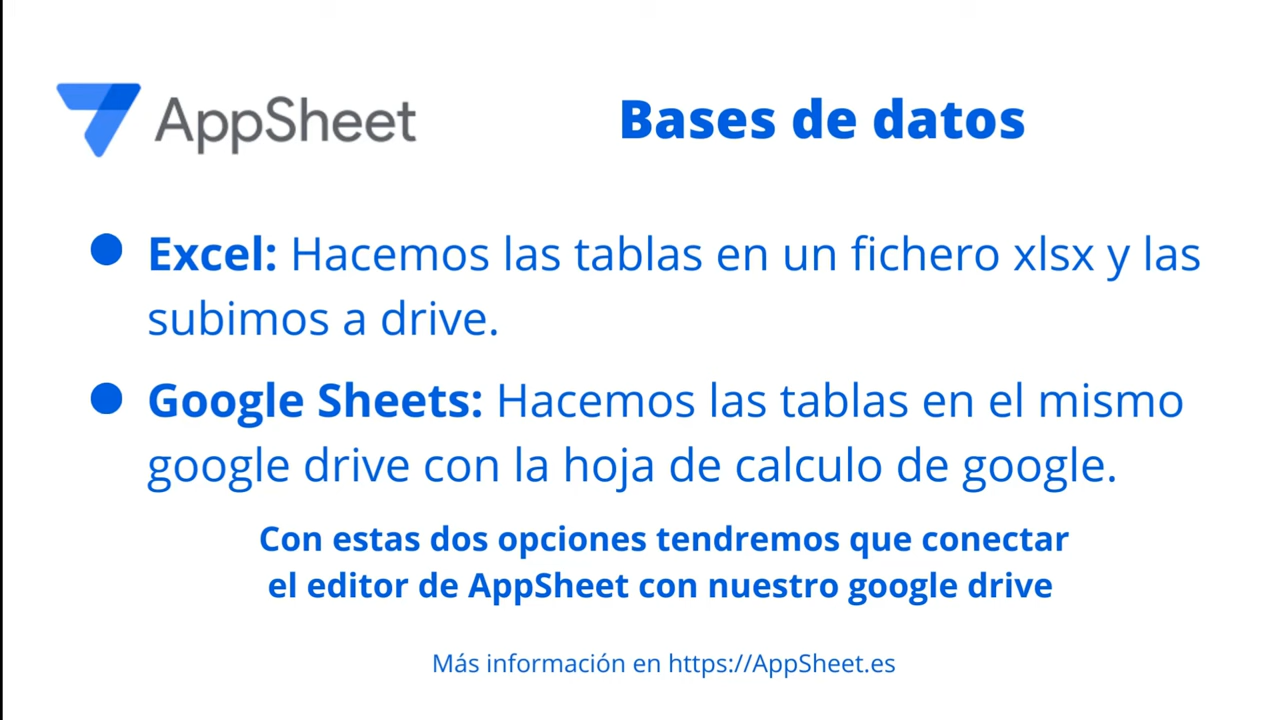 AppSheet
Bases de datos
● Excel: Hacemos las tablas en un fichero xlsx y las
subimos a drive.
● Google Sheets: Hacemos las tablas en el mismo
google drive con la hoja de calculo de google.
Con estas dos opciones tendremos que conectar
el editor de AppSheet con nuestro google drive
Más información en https://AppSheet.es